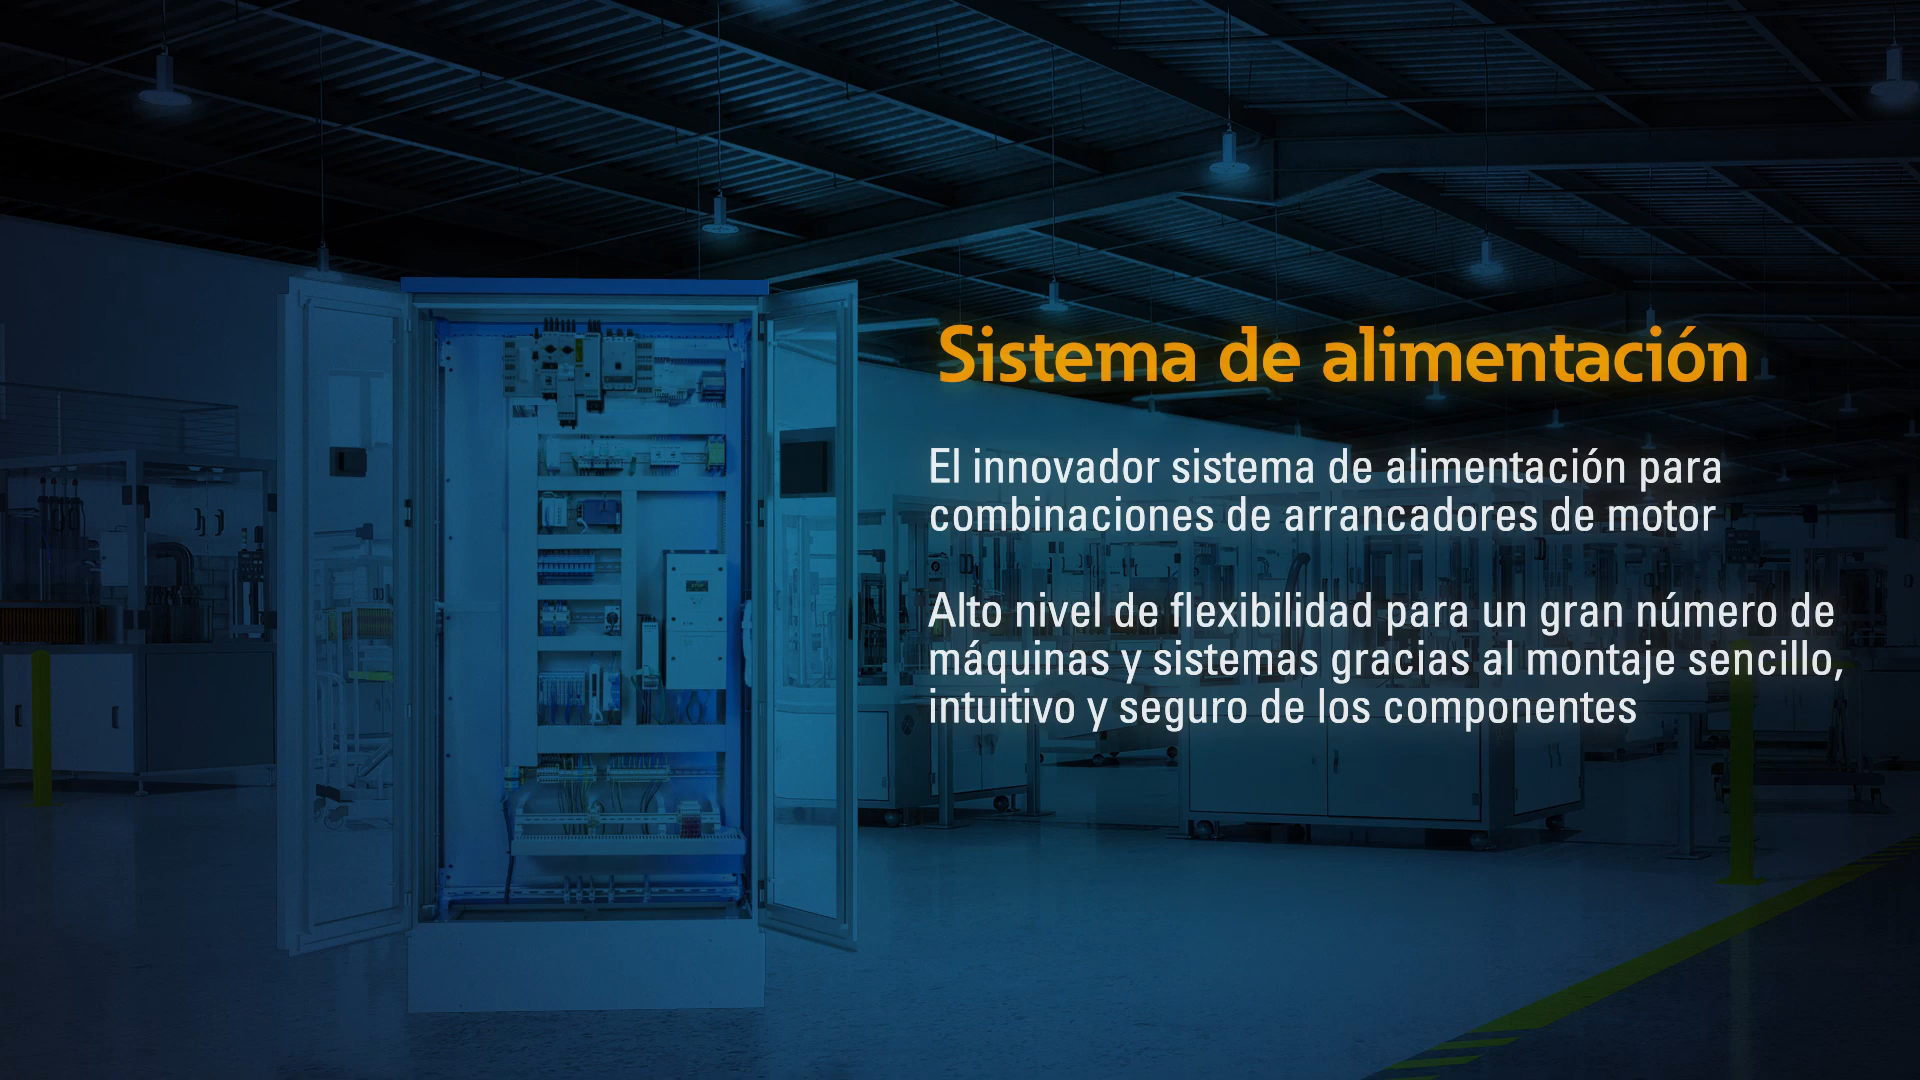 Sistema de alimentación
El innovador sistema de alimentación para
combinaciones de arrancadores de motor
Alto nivel de flexibilidad para un gran número de
máquinas y sistemas gracias al montaje sencillo,
intuitivo y seguro de los componentes